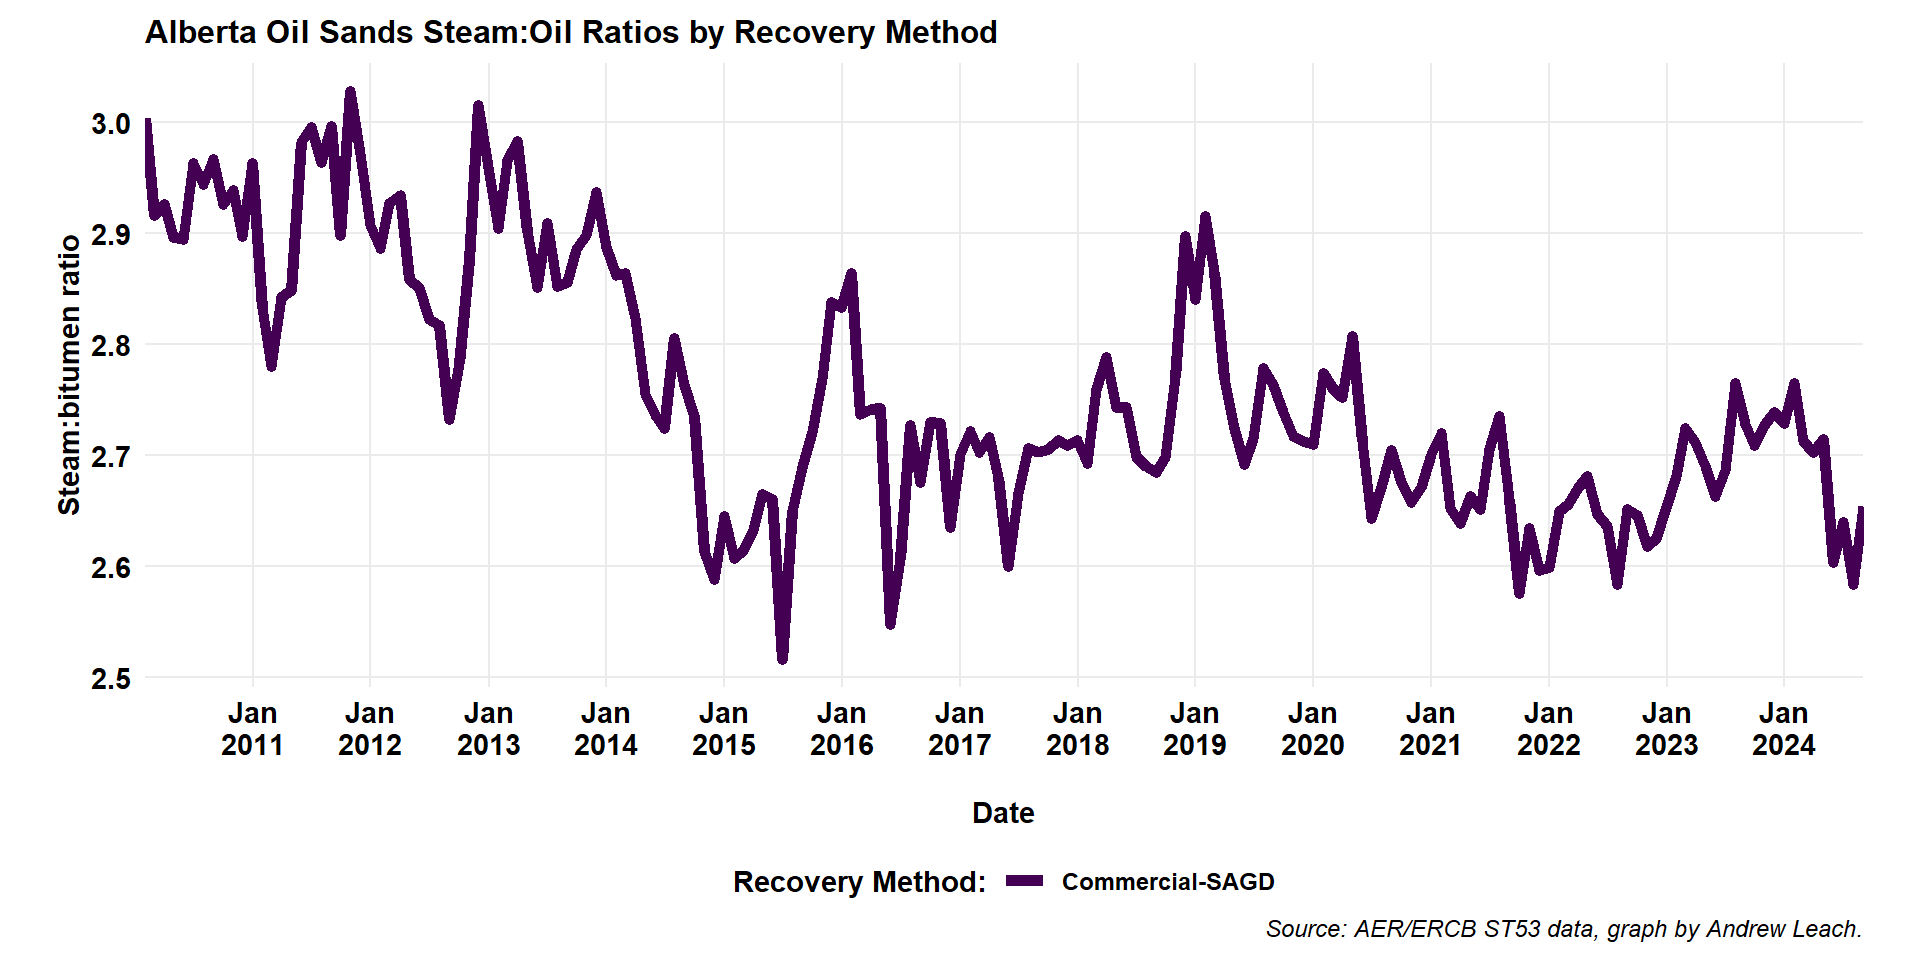 Alberta Oil Sands Steam:Oil Ratios by Recovery Method
Steam:bitumen ratio
3.0
2.9
2.8
2.7
2.6
2.5
Jan Jan Jan Jan Jan Jan Jan Jan Jan Jan Jan Jan Jan Jan
2011 2012 2013 2014 2015 2016 2017 2018 2019 2020 2021 2022 2023 2024
Date
Recovery Method: Commercial-SAGD
Source: AER/ERCB ST53 data, graph by Andrew Leach.